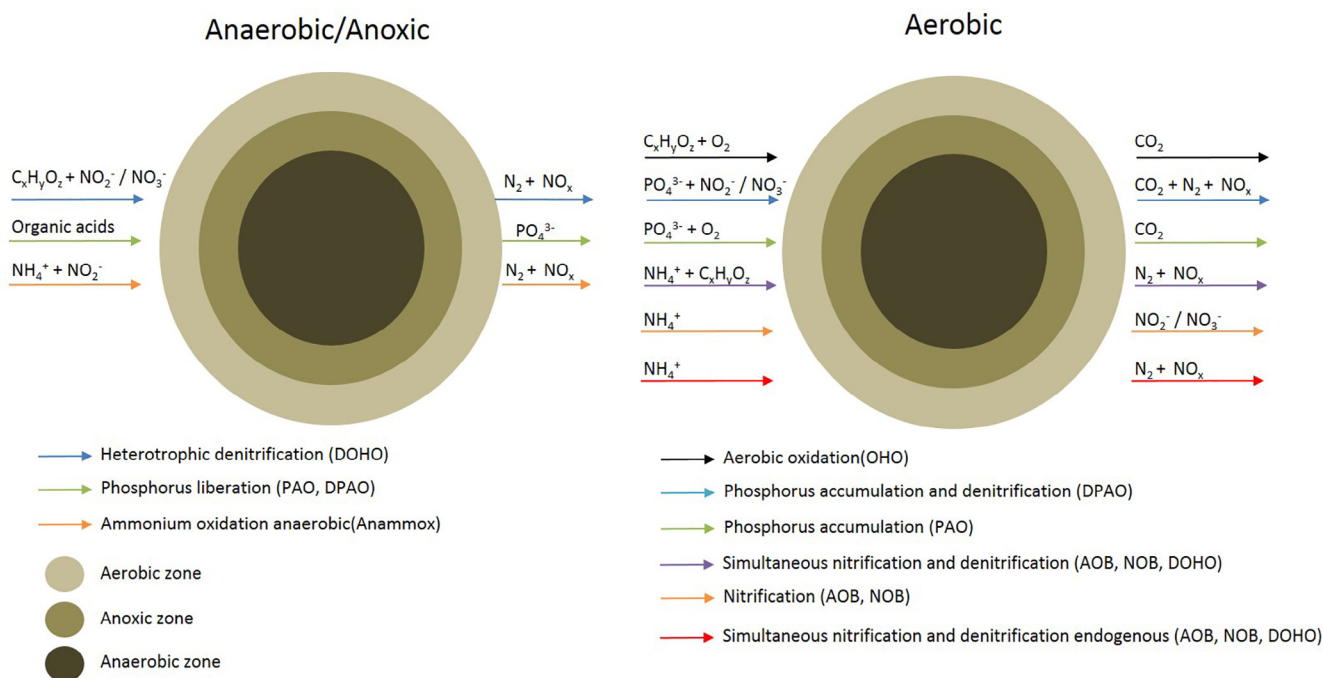 Anaerobic/Anoxic
CxHyOz + NO2- / NO3-
Organic acids
NH4+ + NO2-
N2 + NOx
PO43-
N2 + NOx
Heterotrophic denitrification (DOHO)
Phosphorus liberation (PAO, DPAO)
Ammonium oxidation anaerobic(Anammox)
Aerobic zone
Anoxic zone
Anaerobic zone
Aerobic
CxHyOz + O2
PO43- + NO2- / NO3-
PO43- + O2
NH4+ + CxHyOz
NH4+
NH4+
CO2
CO2 + N2 + NOx
CO2
N2 + NOx
NO2- / NO3-
N2 + NOx
Aerobic oxidation(OHO)
Phosphorus accumulation and denitrification (DPAO)
Phosphorus accumulation (PAO)
Simultaneous nitrification and denitrification (AOB, NOB, DOHO)
Nitrification (AOB, NOB)
Simultaneous nitrification and denitrification endogenous (AOB, NOB, DOHO)